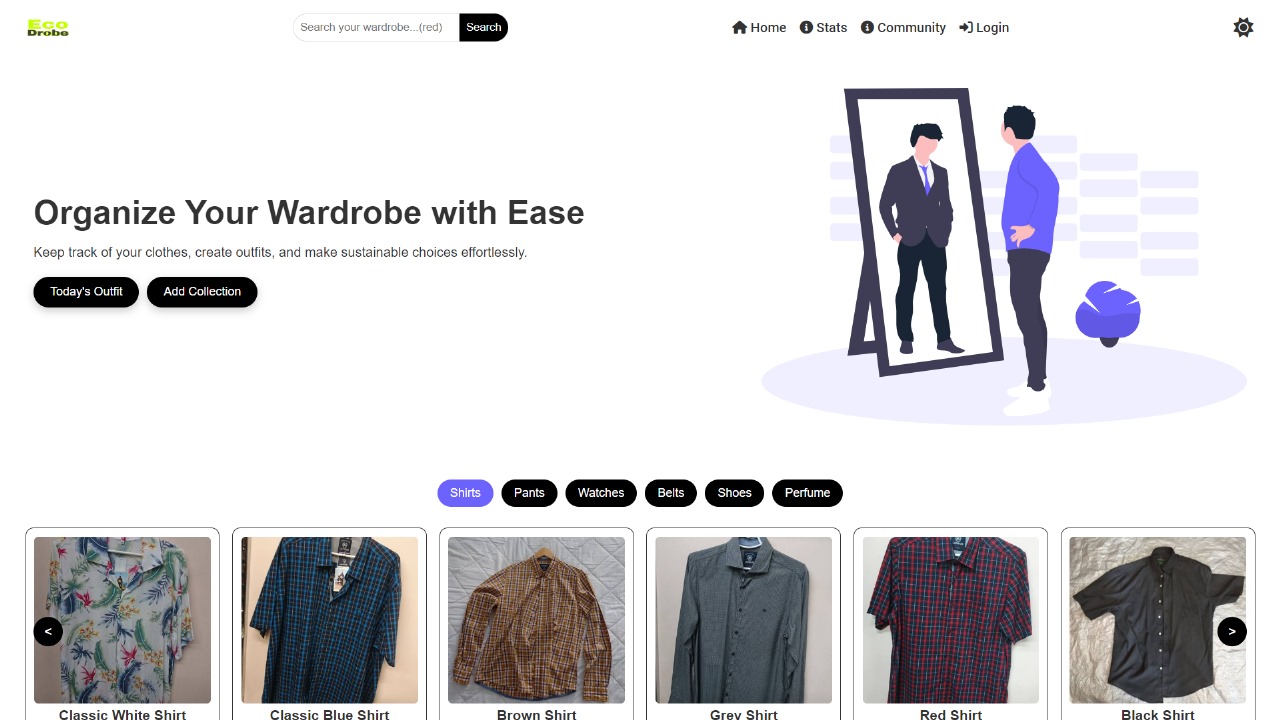 Eco
Drobe
Search your wardrobe...(red)
Search
Home
Stats
Community
Login
Organize Your Wardrobe with Ease
Keep track of your clothes, create outfits, and make sustainable choices effortlessly.
Today's Outfit
Add Collection
Shirts
Pants
Watches
Belts
Shoes
Perfume
<
>
Classic White Shirt
Classic Blue Shirt
Brown Shirt
Grey Shirt
Red Shirt
Black Shirt